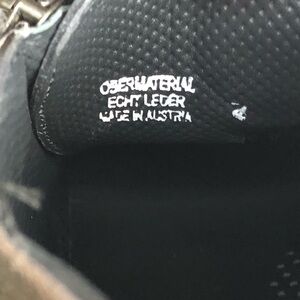 OBERMATERIAL
ECHT LEDER
MADE IN AUSTRIA
A